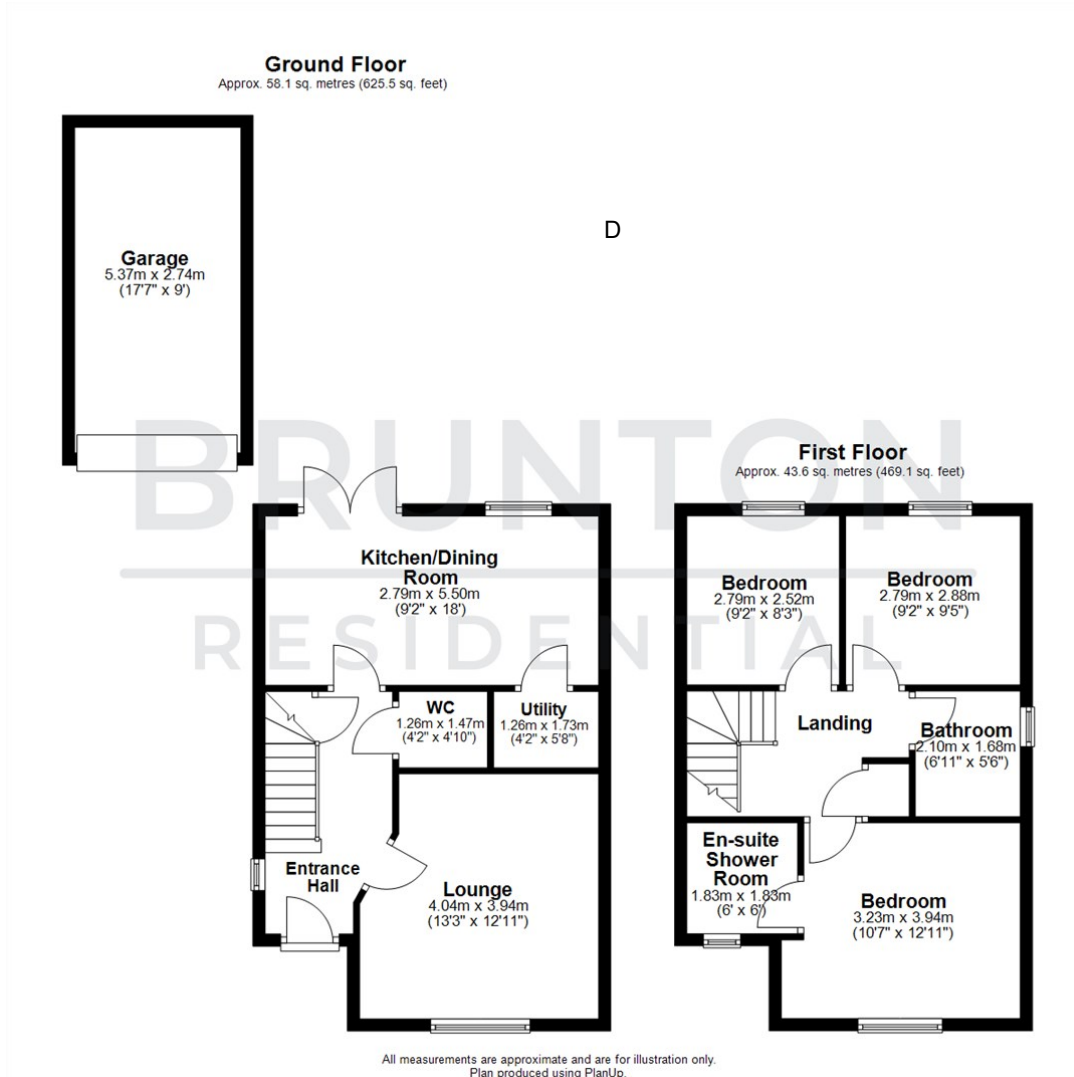 Ground Floor
Approx. 58.1 sq. metres (625.5 sq. feet)
Garage
5.37m x 2.74m
(17'7" x 9')
D
BRUNTON
RESIDENTIAL
Kitchen/Dining
Room
2.79m x 5.50m
(9'2" x 18')
WC
1.26m x 1.47m
(4'2" x 4'10")
Utility
1.26m x 1.73m
(4'2" x 5'8")
Entrance
Hall
Lounge
4.04m x 3.94m
(13'3" x 12'11")
First Floor
Approx. 43.6 sq. metres (469.1 sq. feet)
Bedroom
2.79m x 2.52m
(9'2" x 8'3")
Bedroom
2.79m x 2.88m
(9'2" x 9'5")
Landing
Bathroom
2.10m x 1.68m
(6'11" x 5'6")
En-suite
Shower
Room
1.83m x 1.83m
(6' x 6')
Bedroom
3.23m x 3.94m
(10'7" x 12'11")
All measurements are approximate and are for illustration only.
Plan produced using PlanUp.